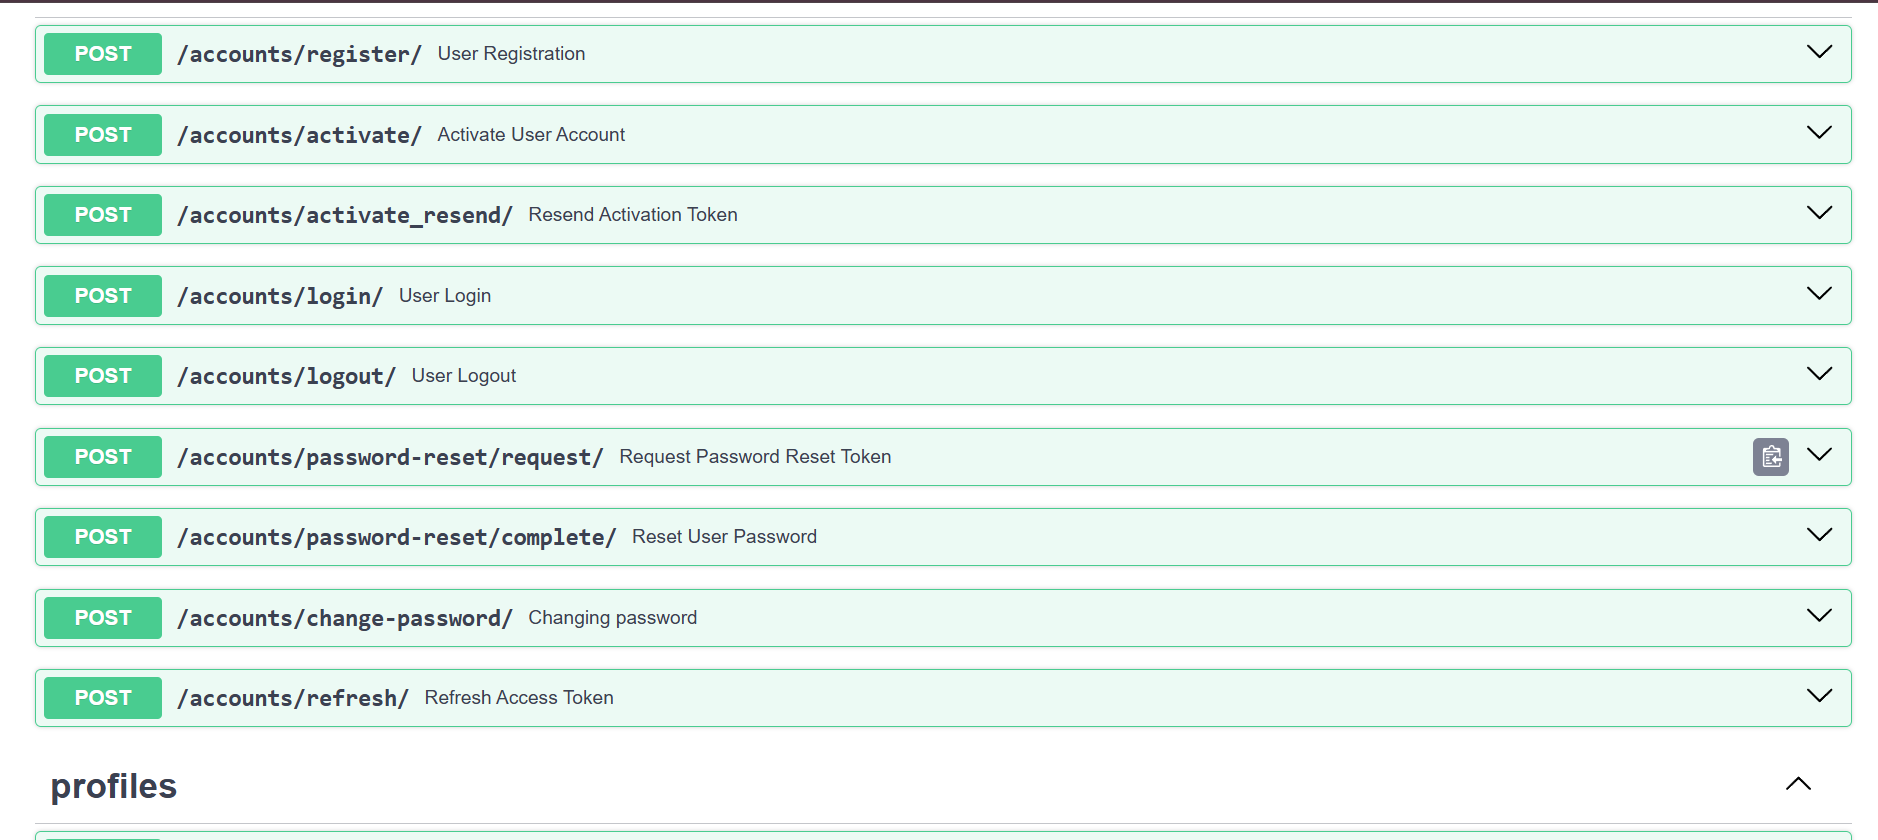 POST /accounts/register/ User Registration
POST /accounts/activate/ Activate User Account
POST /accounts/activate_resend/ Resend Activation Token
POST /accounts/login/ User Login
POST /accounts/logout/ User Logout
POST /accounts/password-reset/request/ Request Password Reset Token
POST /accounts/password-reset/complete/ Reset User Password
POST /accounts/change-password/ Changing password
POST /accounts/refresh/ Refresh Access Token
profiles